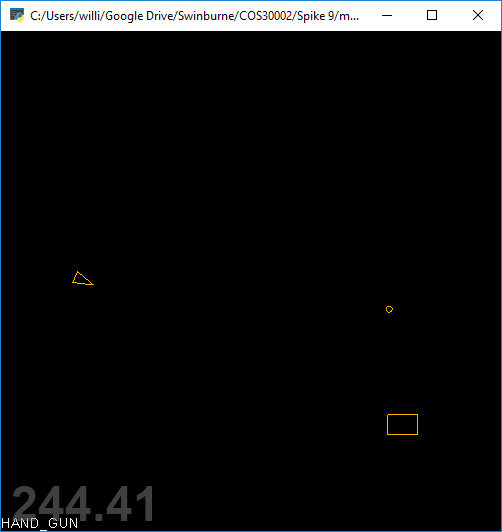 C:/Users/willi/Google Drive/Swinburne/COS30002/Spike 9/m...
244.41
HAND_GUN